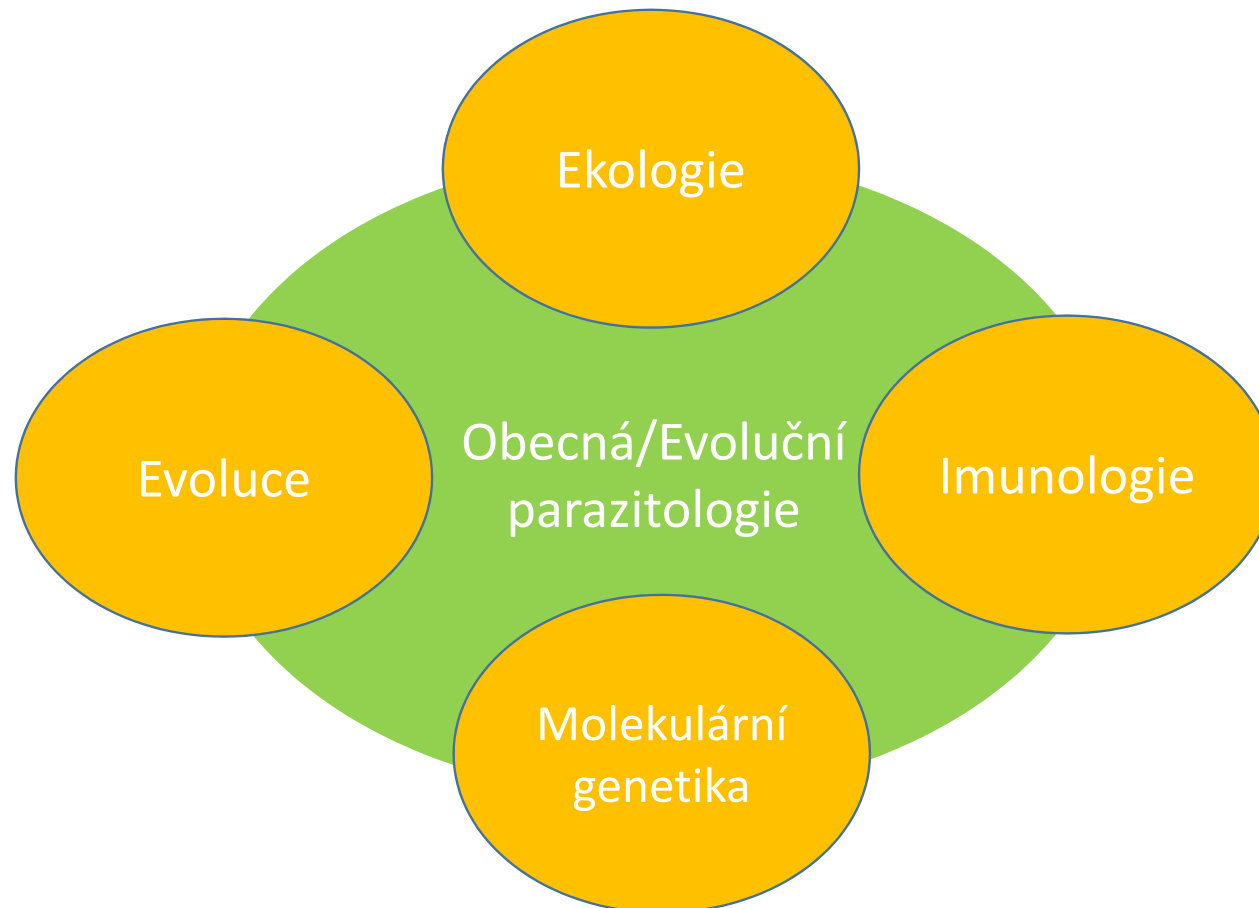 Ekologie
Evoluce
Obecná/Evoluční
parazitologie
Imunologie
Molekulární
genetika